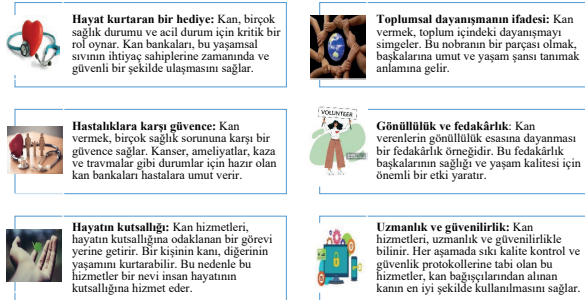 Hayat kurtaran bir hediye: Kan, birçok
sağlık durumu ve acil durum için kritik bir
rol oynar. Kan bankaları, bu yaşamsal
sıvının ihtiyaç sahiplerine zamanında ve
güvenli bir şekilde ulaşmasını sağlar.
Toplumsal dayanışmanın ifadesi: Kan
vermek, toplum içindeki dayanışmayı
simgeler. Bu nobranın bir parçası olmak,
başkalarına umut ve yaşam şansı tanımak
anlamına gelir.
Hastalıklara karşı güvence: Kan
vermek, birçok sağlık sorununa karşı bir
güvence sağlar. Kanser, ameliyatlar, kaza
ve travmalar gibi durumlar için hazır olan
kan bankaları hastalara umut verir.
VOLUNTEER
Gönüllülük ve fedakârlık: Kan
verenlerin gönüllülük esasına dayanması
bir fedakârlık örneğidir. Bu fedakârlık
başkalarının sağlığı ve yaşam kalitesi için
önemli bir etki yaratır.
Hayatın kutsallığı: Kan hizmetleri,
hayatın kutsallığına odaklanan bir görevi
yerine getirir. Bir kişinin kanı, diğerinin
yaşamını kurtarabilir. Bu nedenle bu
hizmetler bir nevi insan hayatının
kutsallığına hizmet eder.
Uzmanlık ve güvenilirlik: Kan
hizmetleri, uzmanlık ve güvenilirlikle
bilinir. Her aşamada sıkı kalite kontrol ve
güvenlik protokollerine tabi olan bu
hizmetler, kan bağışçılarından alınan
kanın en iyi şekilde kullanılmasını sağlar.